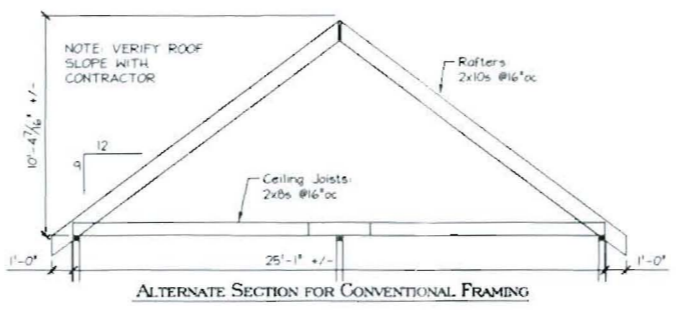 NOTE: VERIFY ROOF
SLOPE WITH
CONTRACTOR
Rafters:
2x10s @16"oc
10'-4 7/16" +/-
12
9
Ceiling Joists:
2x8s @16"oc
1'-0"
25'-1" +/-
1'-0"
ALTERNATE SECTION FOR CONVENTIONAL FRAMING